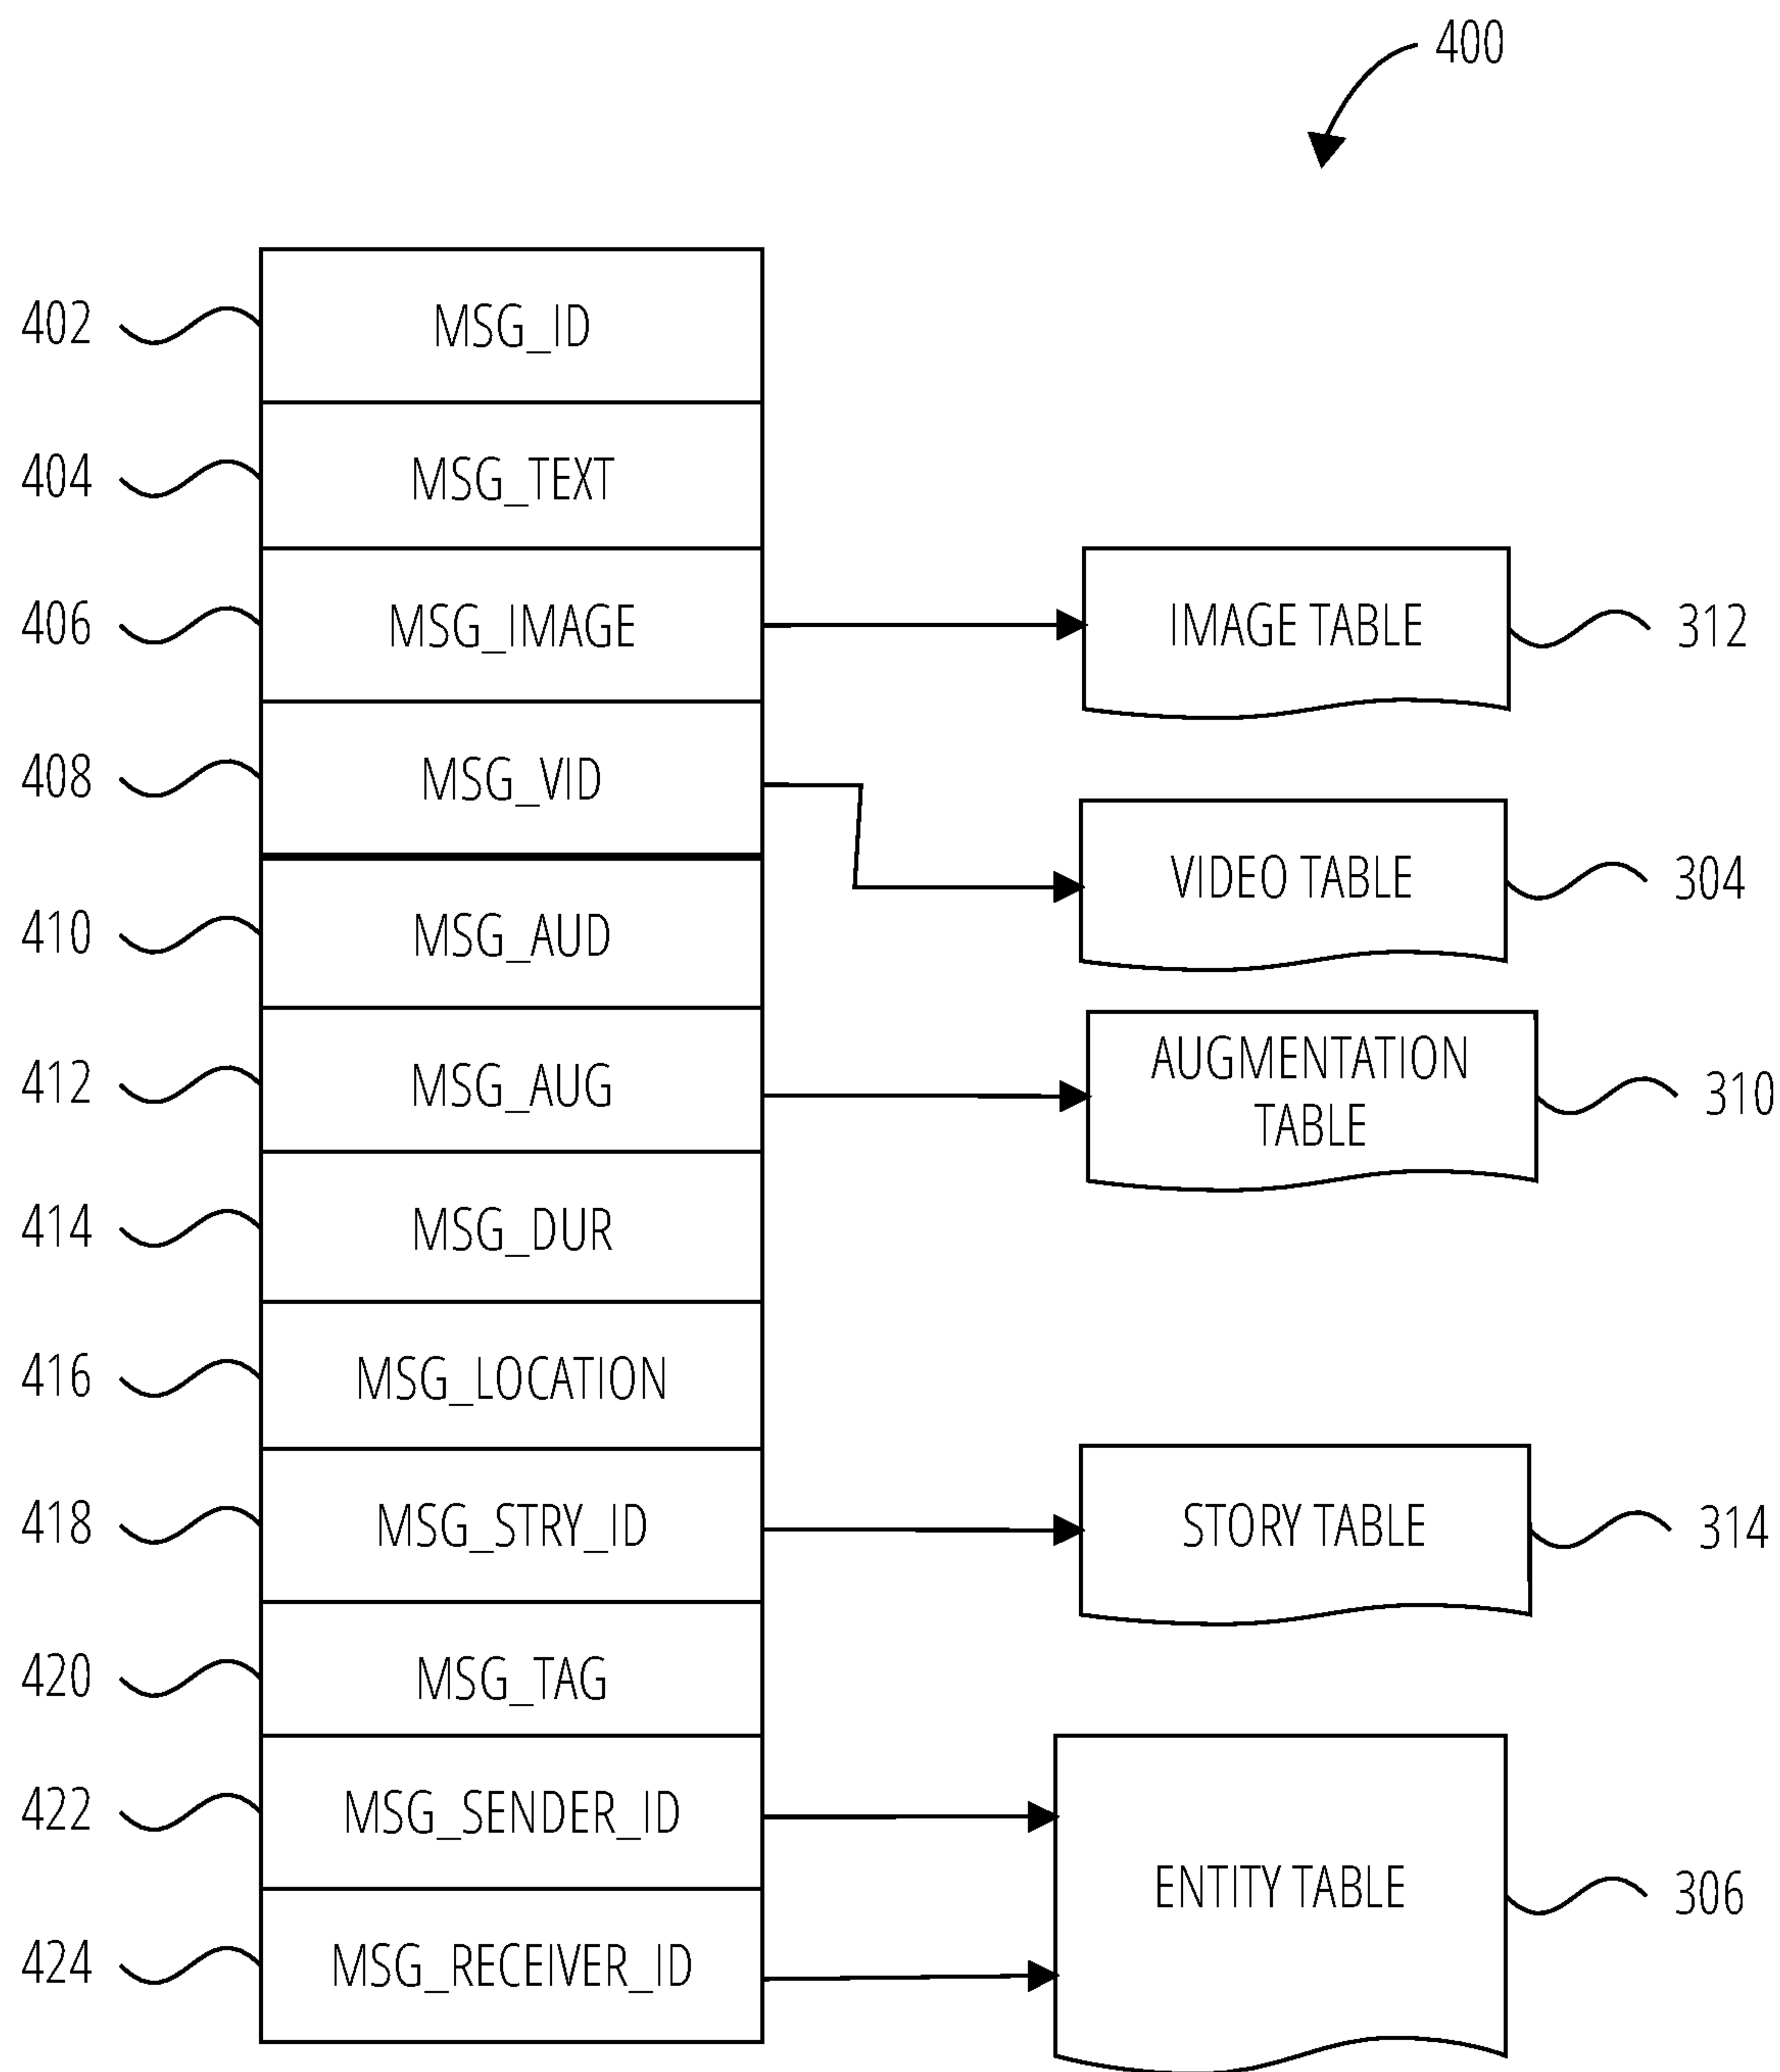 400
402 MSG_ID
404 MSG_TEXT
406 MSG_IMAGE IMAGE TABLE 312
408 MSG_VID
VIDEO TABLE 304
410 MSG_AUD
412 MSG_AUG AUGMENTATION
TABLE 310
414 MSG_DUR
416 MSG_LOCATION
418 MSG_STRY_ID STORY TABLE 314
420 MSG_TAG
422 MSG_SENDER_ID
ENTITY TABLE 306
424 MSG_RECEIVER_ID